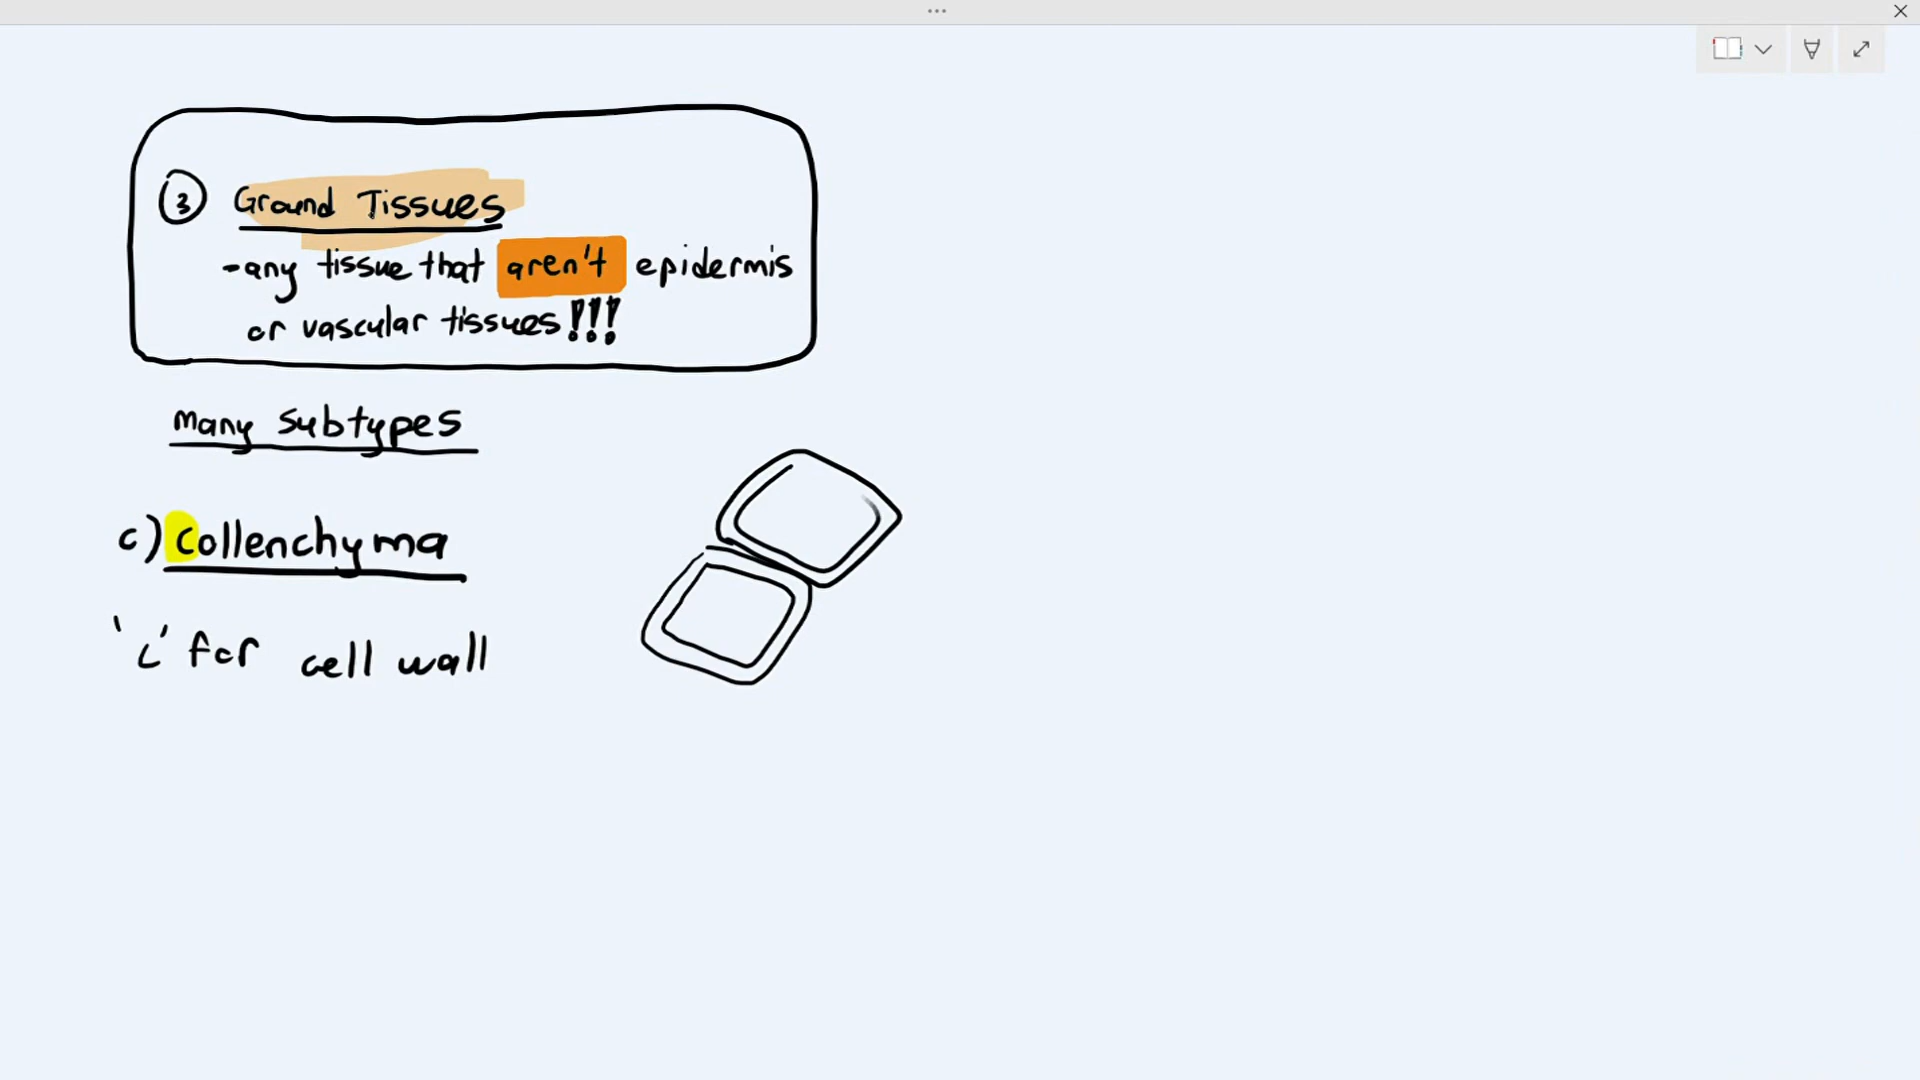 3 Ground Tissues
-any tissue that aren't epidermis
or vascular tissues!!!
Many subtypes
c) Collenchyma
'c' for cell wall